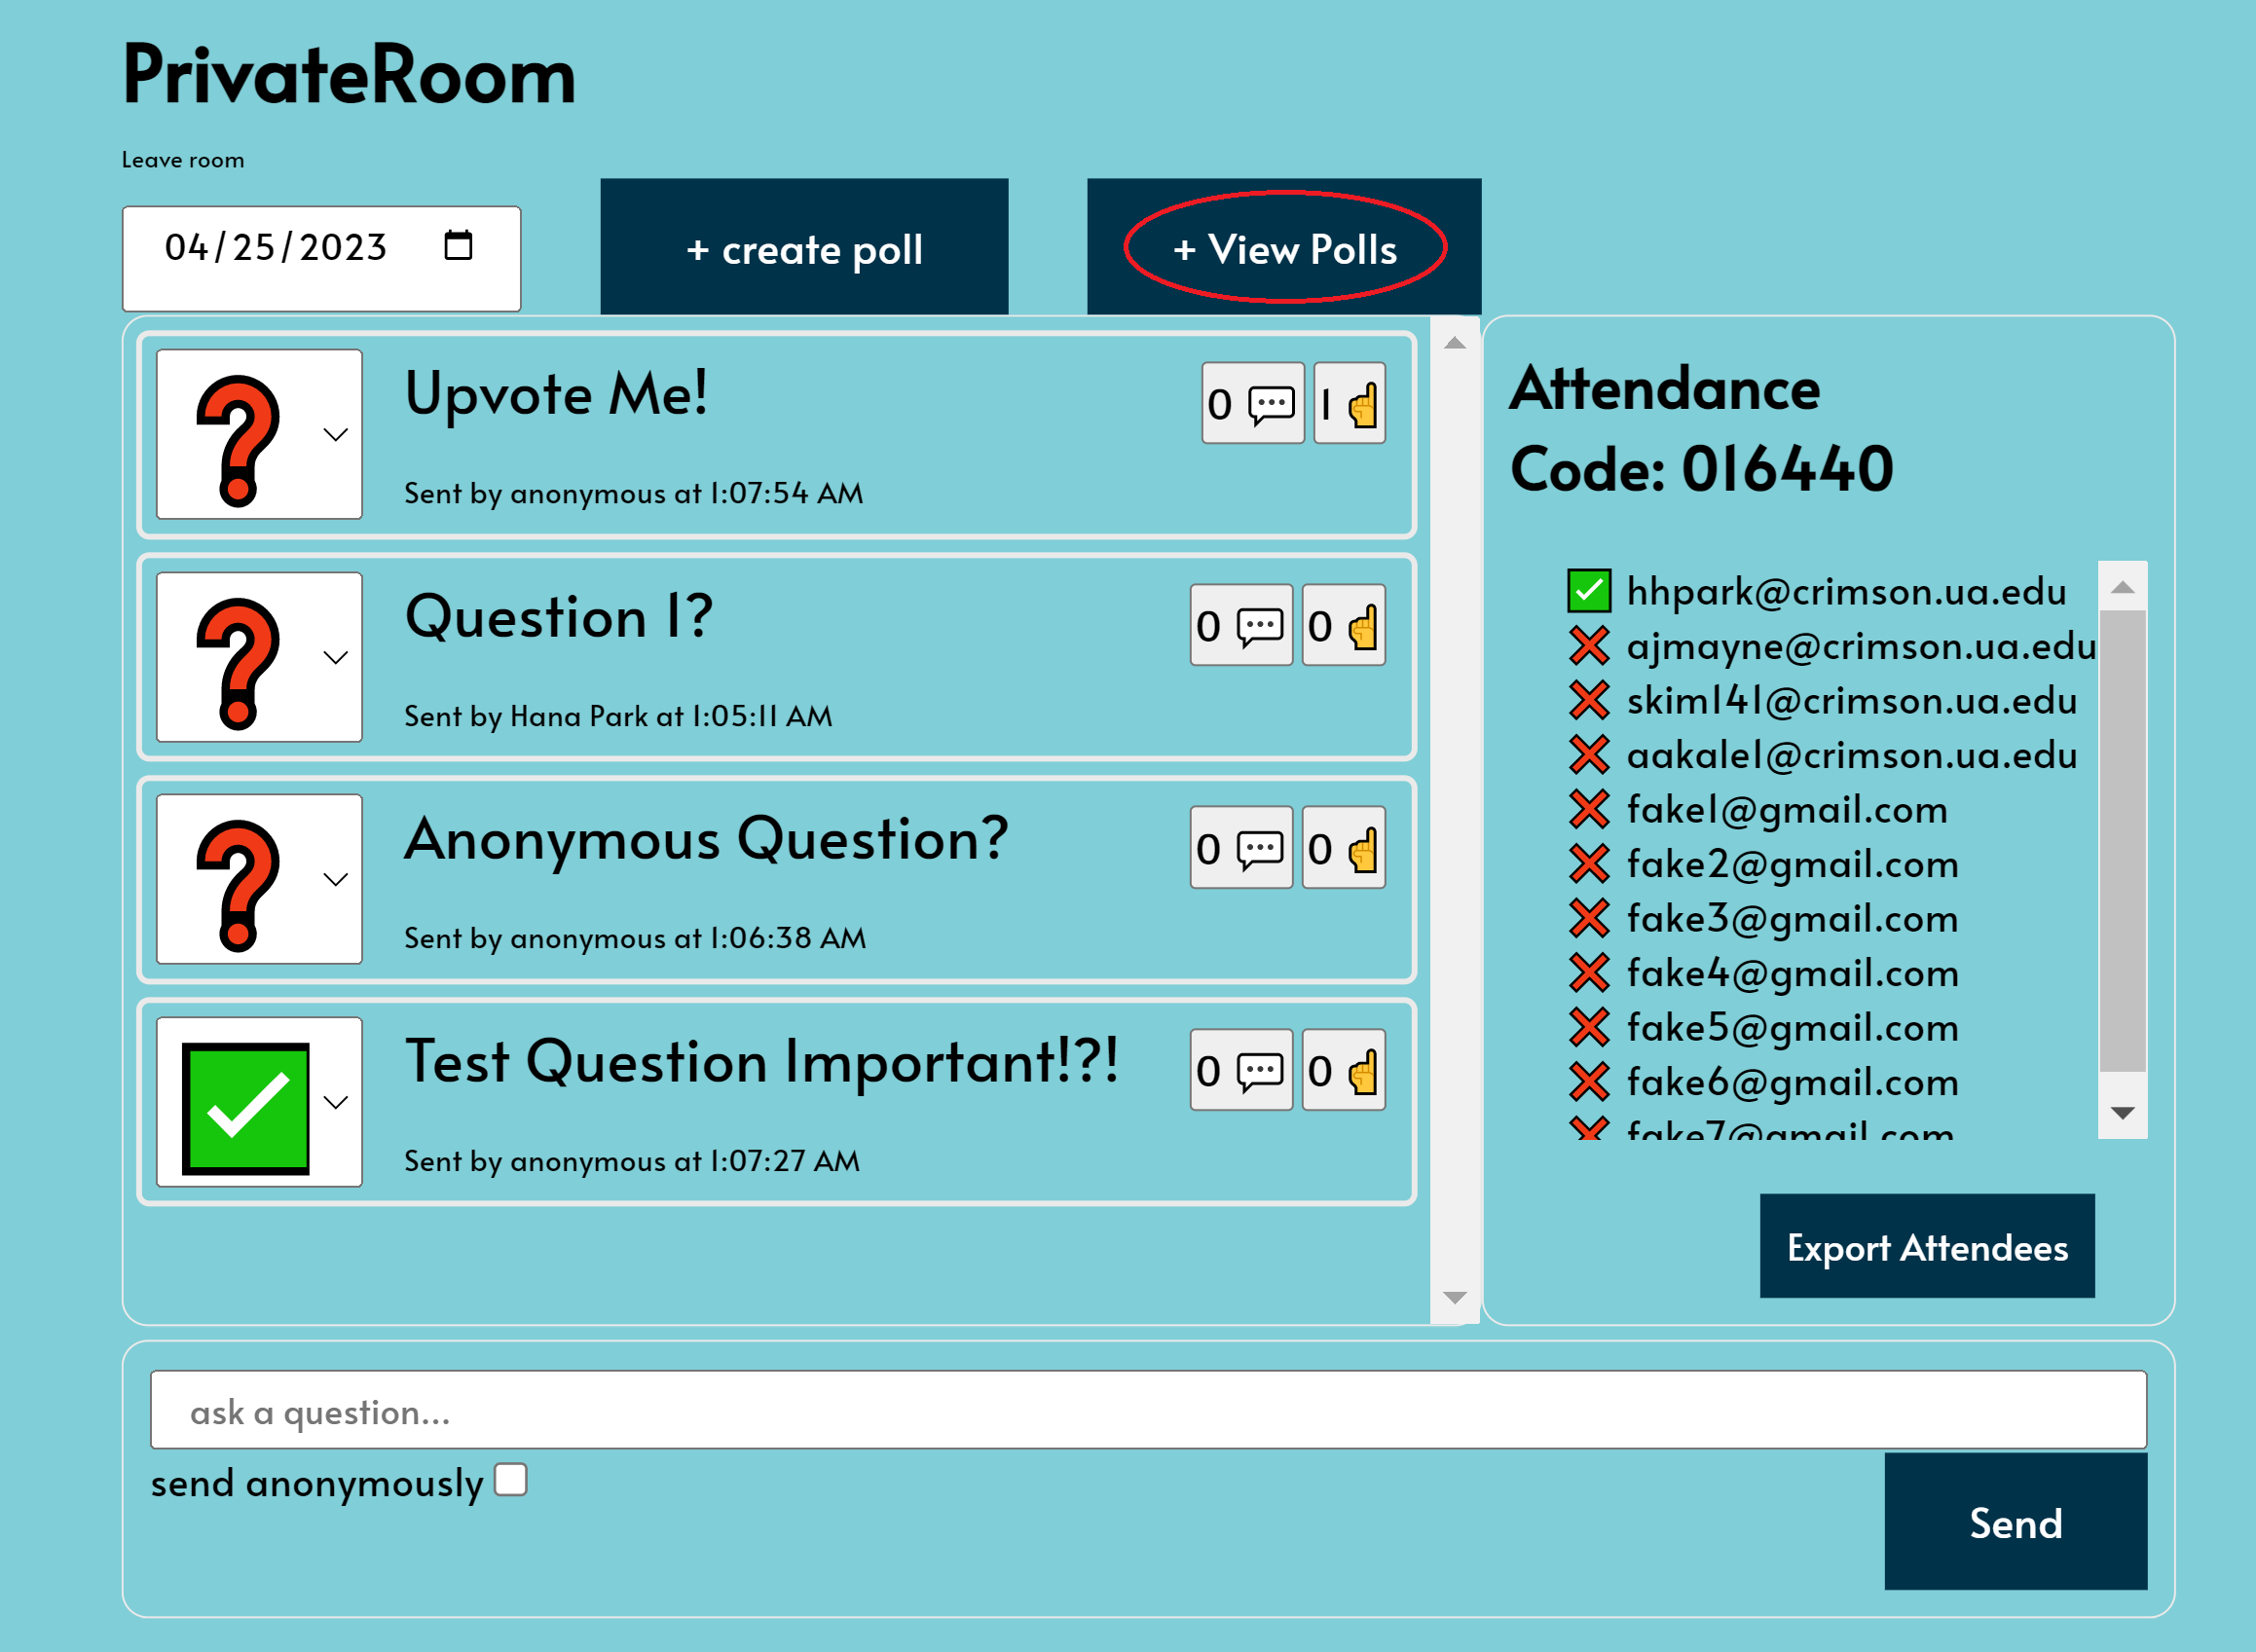 PrivateRoom
Leave room
04/25/2023
+ create poll
+ View Polls
Upvote Me!
0
1
Sent by anonymous at 1:07:54 AM
Question 1?
0
0
Sent by Hana Park at 1:05:11 AM
Anonymous Question?
0
0
Sent by anonymous at 1:06:38 AM
Test Question Important!?!
0
0
Sent by anonymous at 1:07:27 AM
Attendance
Code: 016440
hhpark@crimson.ua.edu
ajmayne@crimson.ua.edu
skim141@crimson.ua.edu
aakale1@crimson.ua.edu
fake1@gmail.com
fake2@gmail.com
fake3@gmail.com
fake4@gmail.com
fake5@gmail.com
fake6@gmail.com
fake7@gmail.com
Export Attendees
ask a question...
send anonymously
Send